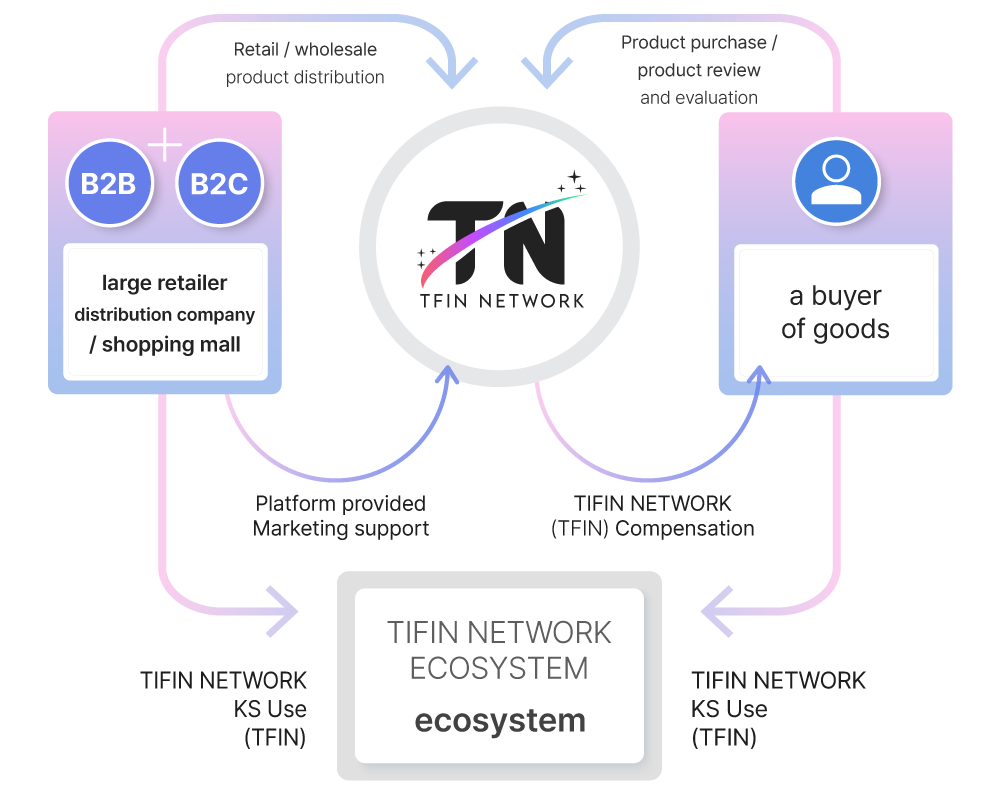 Retail / wholesale
product distribution
Product purchase /
product review
and evaluation
B2B
B2C
large retailer
distribution company
/ shopping mall
TN
TFIN NETWORK
a buyer
of goods
Platform provided
Marketing support
TIFIN NETWORK
(TFIN) Compensation
TIFIN NETWORK
KS Use
(TFIN)
TIFIN NETWORK
ECOSYSTEM
ecosystem
TIFIN NETWORK
KS Use
(TFIN)